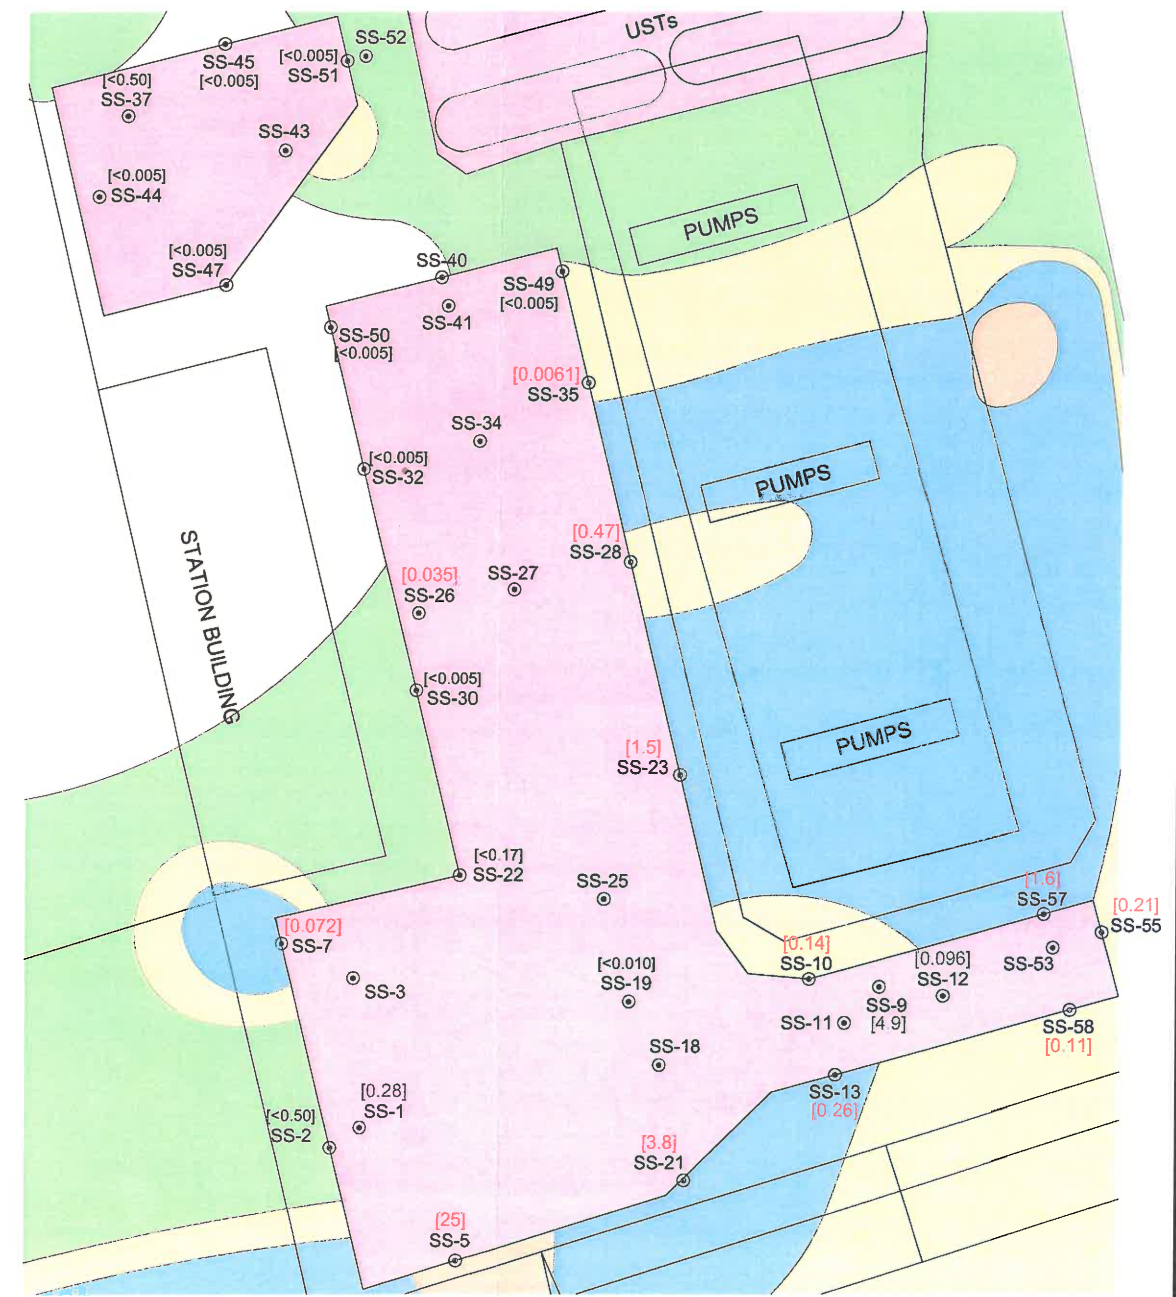 USTs
SS-52
SS-45
[<0.005]
[<0.005]
SS-51
[<0.50]
SS-37
SS-43
[<0.005]
SS-44
PUMPS
[<0.005]
SS-47
SS-40
SS-49
[<0.005]
SS-41
SS-50
[<0.005]
[0.0061]
SS-35
SS-34
[<0.005]
SS-32
PUMPS
[0.47]
SS-28
STATION BUILDING
[0.035]
SS-26
SS-27
[<0.005]
SS-30
PUMPS
[1.5]
SS-23
[<0.17]
SS-22
SS-25
[1.6]
SS-57
[0.21]
SS-55
[0.072]
SS-7
[0.14]
SS-10
SS-53
[<0.010]
SS-19
[0.096]
SS-12
SS-3
SS-9
[4.9]
SS-11
SS-58
[0.11]
SS-18
SS-13
[0.26]
[0.28]
SS-1
[<0.50]
SS-2
[3.8]
SS-21
[25]
SS-5